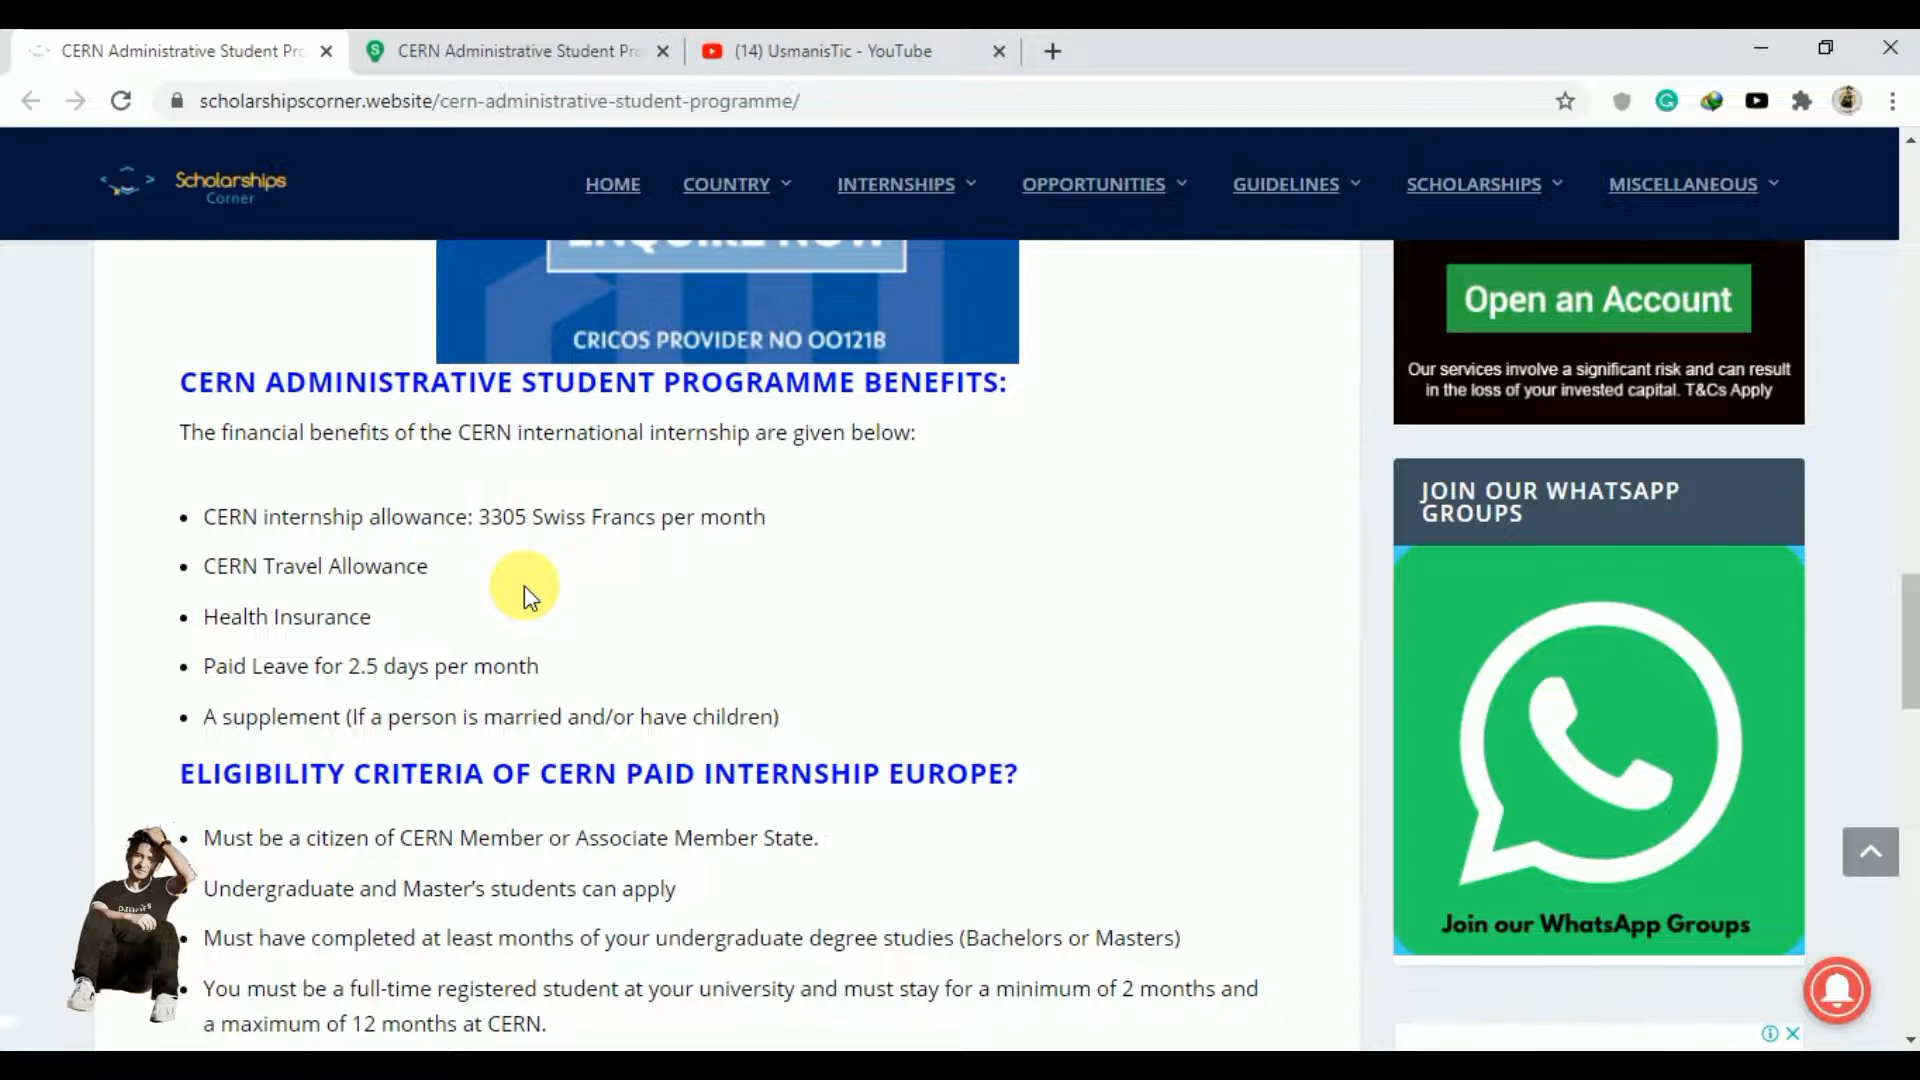 CERN Administrative Student Pro
CERN Administrative Student Pro
(14) UsmanisTic - YouTube
scholarshipscorner.website/cern-administrative-student-programme/
Scholarships
Corner
HOME
COUNTRY
INTERNSHIPS
OPPORTUNITIES
GUIDELINES
SCHOLARSHIPS
MISCELLANEOUS
ENQUIRE NOW
CRICOS PROVIDER NO 00121B
CERN ADMINISTRATIVE STUDENT PROGRAMME BENEFITS:
The financial benefits of the CERN international internship are given below:
• CERN internship allowance: 3305 Swiss Francs per month
• CERN Travel Allowance
• Health Insurance
• Paid Leave for 2.5 days per month
• A supplement (If a person is married and/or have children)
ELIGIBILITY CRITERIA OF CERN PAID INTERNSHIP EUROPE?
• Must be a citizen of CERN Member or Associate Member State.
Undergraduate and Master's students can apply
• Must have completed at least months of your undergraduate degree studies (Bachelors or Masters)
• You must be a full-time registered student at your university and must stay for a minimum of 2 months and
a maximum of 12 months at CERN.
Open an Account
Our services involve a significant risk and can result
in the loss of your invested capital. T&Cs Apply
JOIN OUR WHATSAPP
GROUPS
Join our WhatsApp Groups